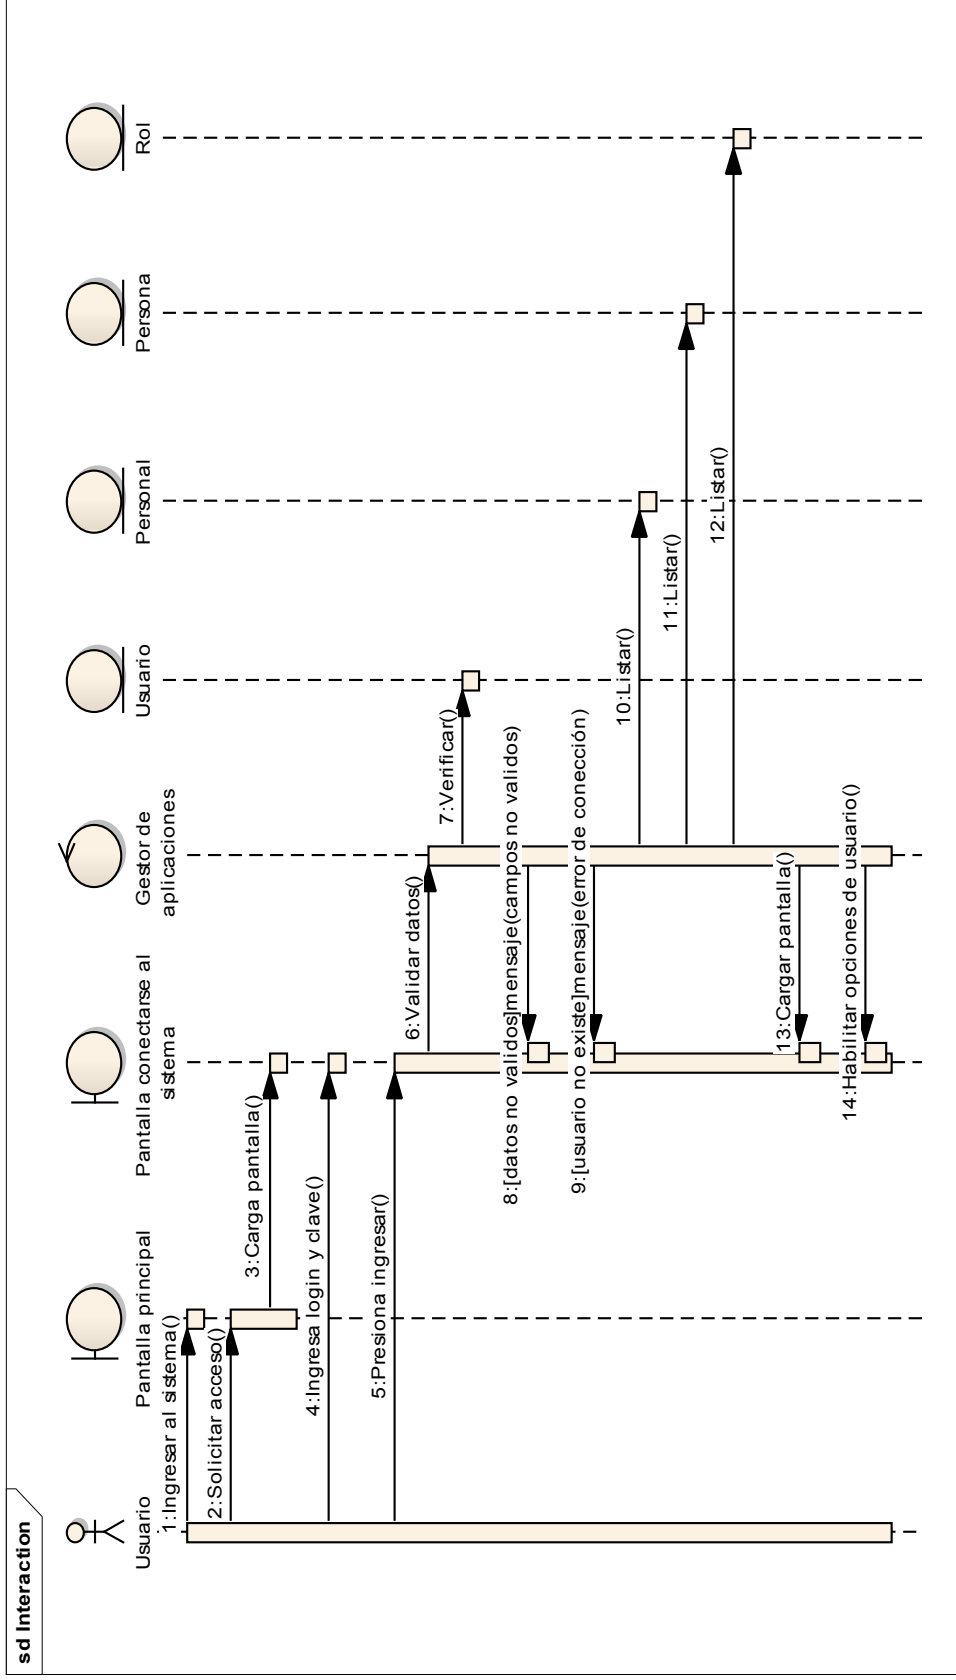 sd Interaction
Usuario
Pantalla principal
Pantalla conectarse al
sistema
Gestor de
aplicaciones
Usuario
Personal
Persona
Rol
1:Ingresar al sistema()
2:Solicitar acceso()
3:Carga pantalla()
4:Ingresa login y clave()
5:Presiona ingresar()
6:Validar datos()
7:Verificar()
8:[datos no validos]mensaje(campos no validos)
9:[usuario no existe]mensaje(error de conección)
10:Listar()
11:Listar()
12:Listar()
13:Cargar pantalla()
14:Habilitar opciones de usuario()